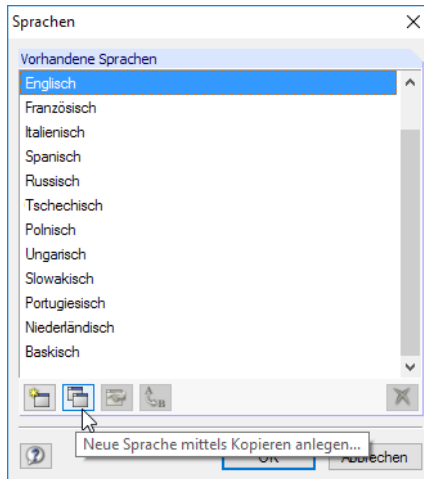 Sprachen
Vorhandene Sprachen
Englisch
Französisch
Italienisch
Spanisch
Russisch
Tschechisch
Polnisch
Ungarisch
Slowakisch
Portugiesisch
Niederländisch
Baskisch
Neue Sprache mittels Kopieren anlegen...
OK
Abbrechen